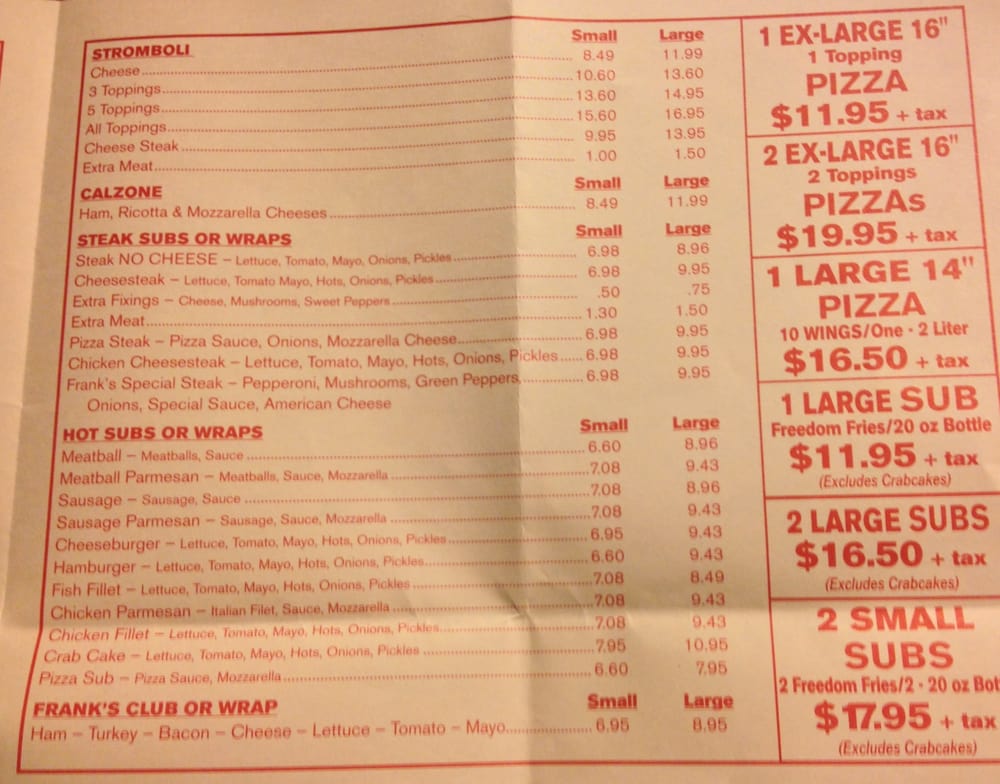 STROMBOLI Small Large
Cheese 8.49 11.99
3 Toppings 10.60 13.60
5 Toppings 13.60 14.95
All Toppings 15.60 16.95
Cheese Steak 9.95 13.95
Extra Meat 1.00 1.50
CALZONE Small Large
Ham, Ricotta & Mozzarella Cheeses 8.49 11.99
STEAK SUBS OR WRAPS Small Large
Steak NO CHEESE – Lettuce, Tomato, Mayo, Onions, Pickles 6.98 8.96
Cheesesteak – Lettuce, Tomato Mayo, Hots, Onions, Pickles 6.98 9.95
Extra Fixings – Cheese, Mushrooms, Sweet Peppers .50 .75
Extra Meat 1.30 1.50
Pizza Steak – Pizza Sauce, Onions, Mozzarella Cheese 6.98 9.95
Chicken Cheesesteak – Lettuce, Tomato, Mayo, Hots, Onions, Pickles 6.98 9.95
Frank's Special Steak – Pepperoni, Mushrooms, Green Peppers, 6.98 9.95
Onions, Special Sauce, American Cheese
HOT SUBS OR WRAPS Small Large
Meatball – Meatballs, Sauce 6.60 8.96
Meatball Parmesan – Meatballs, Sauce, Mozzarella 7.08 9.43
Sausage – Sausage, Sauce 7.08 8.96
Sausage Parmesan – Sausage, Sauce, Mozzarella 7.08 9.43
Cheeseburger – Lettuce, Tomato, Mayo, Hots, Onions, Pickles 6.95 9.43
Hamburger – Lettuce, Tomato, Mayo, Hots, Onions, Pickles 6.60 9.43
Fish Fillet – Lettuce, Tomato, Mayo, Hots, Onions, Pickles 7.08 8.49
Chicken Parmesan – Italian Filet, Sauce, Mozzarella 7.08 9.43
Chicken Fillet – Lettuce, Tomato, Mayo, Hots, Onions, Pickles 7.08 9.43
Crab Cake – Lettuce, Tomato, Mayo, Hots, Onions, Pickles 7.95 10.95
Pizza Sub – Pizza Sauce, Mozzarella 6.60 7.95
FRANK'S CLUB OR WRAP Small Large
Ham – Turkey – Bacon – Cheese – Lettuce – Tomato – Mayo 6.95 8.95
1 EX-LARGE 16"
1 Topping
PIZZA
$11.95 + tax
2 EX-LARGE 16"
2 Toppings
PIZZAs
$19.95 + tax
1 LARGE 14"
PIZZA
10 WINGS/One - 2 Liter
$16.50 + tax
1 LARGE SUB
Freedom Fries/20 oz Bottle
$11.95 + tax
(Excludes Crabcakes)
2 LARGE SUBS
$16.50 + tax
(Excludes Crabcakes)
2 SMALL
SUBS
2 Freedom Fries/2 - 20 oz Bot
$17.95 + tax
(Excludes Crabcakes)